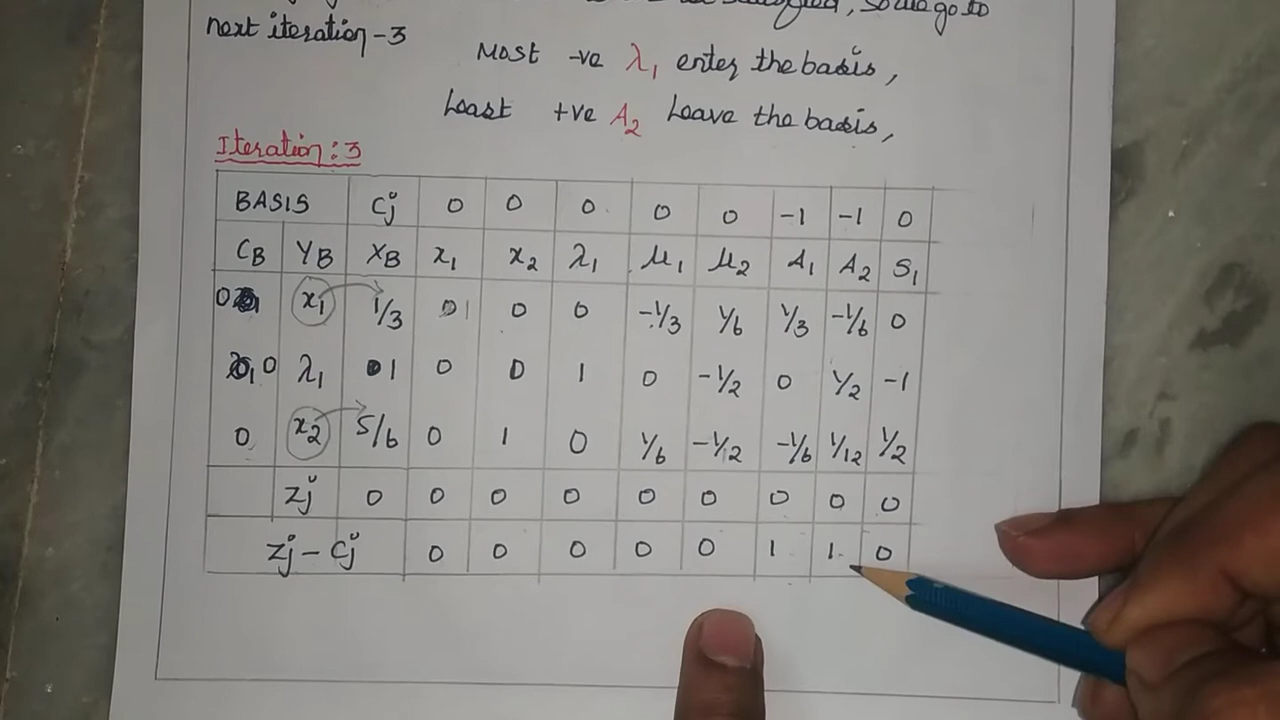 , so we go to
next iteration -3
Most -ve λ₁ enter the basis,
Least +ve A₂ Leave the basis,
Iteration: 3
BASIS Cj 0 0 0 0 0 -1 -1 0
CB YB XB x₁ x₂ λ₁ μ₁ μ₂ A₁ A₂ S₁
0 x₁ 1/3 1 0 0 -1/3 1/6 1/3 -1/6 0
0 λ₁ 1 0 0 1 0 -1/2 0 1/2 -1
0 x₂ 5/6 0 1 0 1/6 -1/12 -1/6 1/12 1/2
Zj 0 0 0 0 0 0 0 0 0
Zj - Cj 0 0 0 0 0 1 1 0